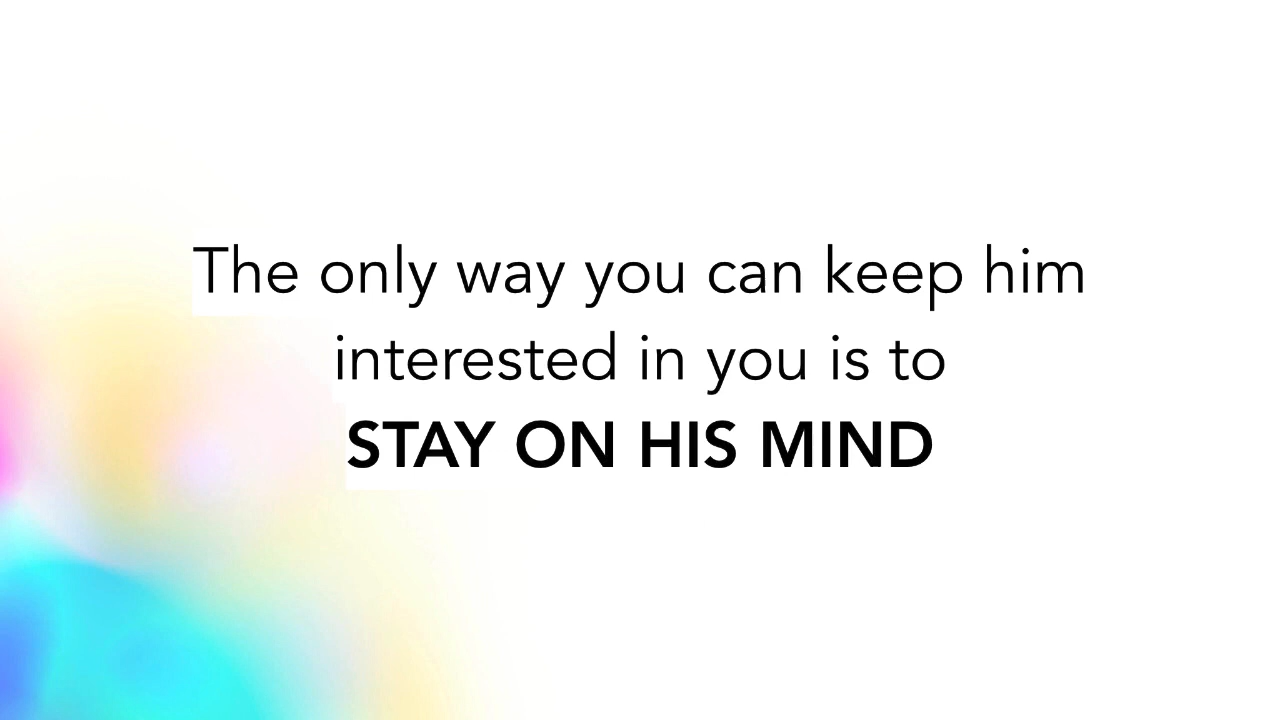 The only way you can keep him
interested in you is to
STAY ON HIS MIND